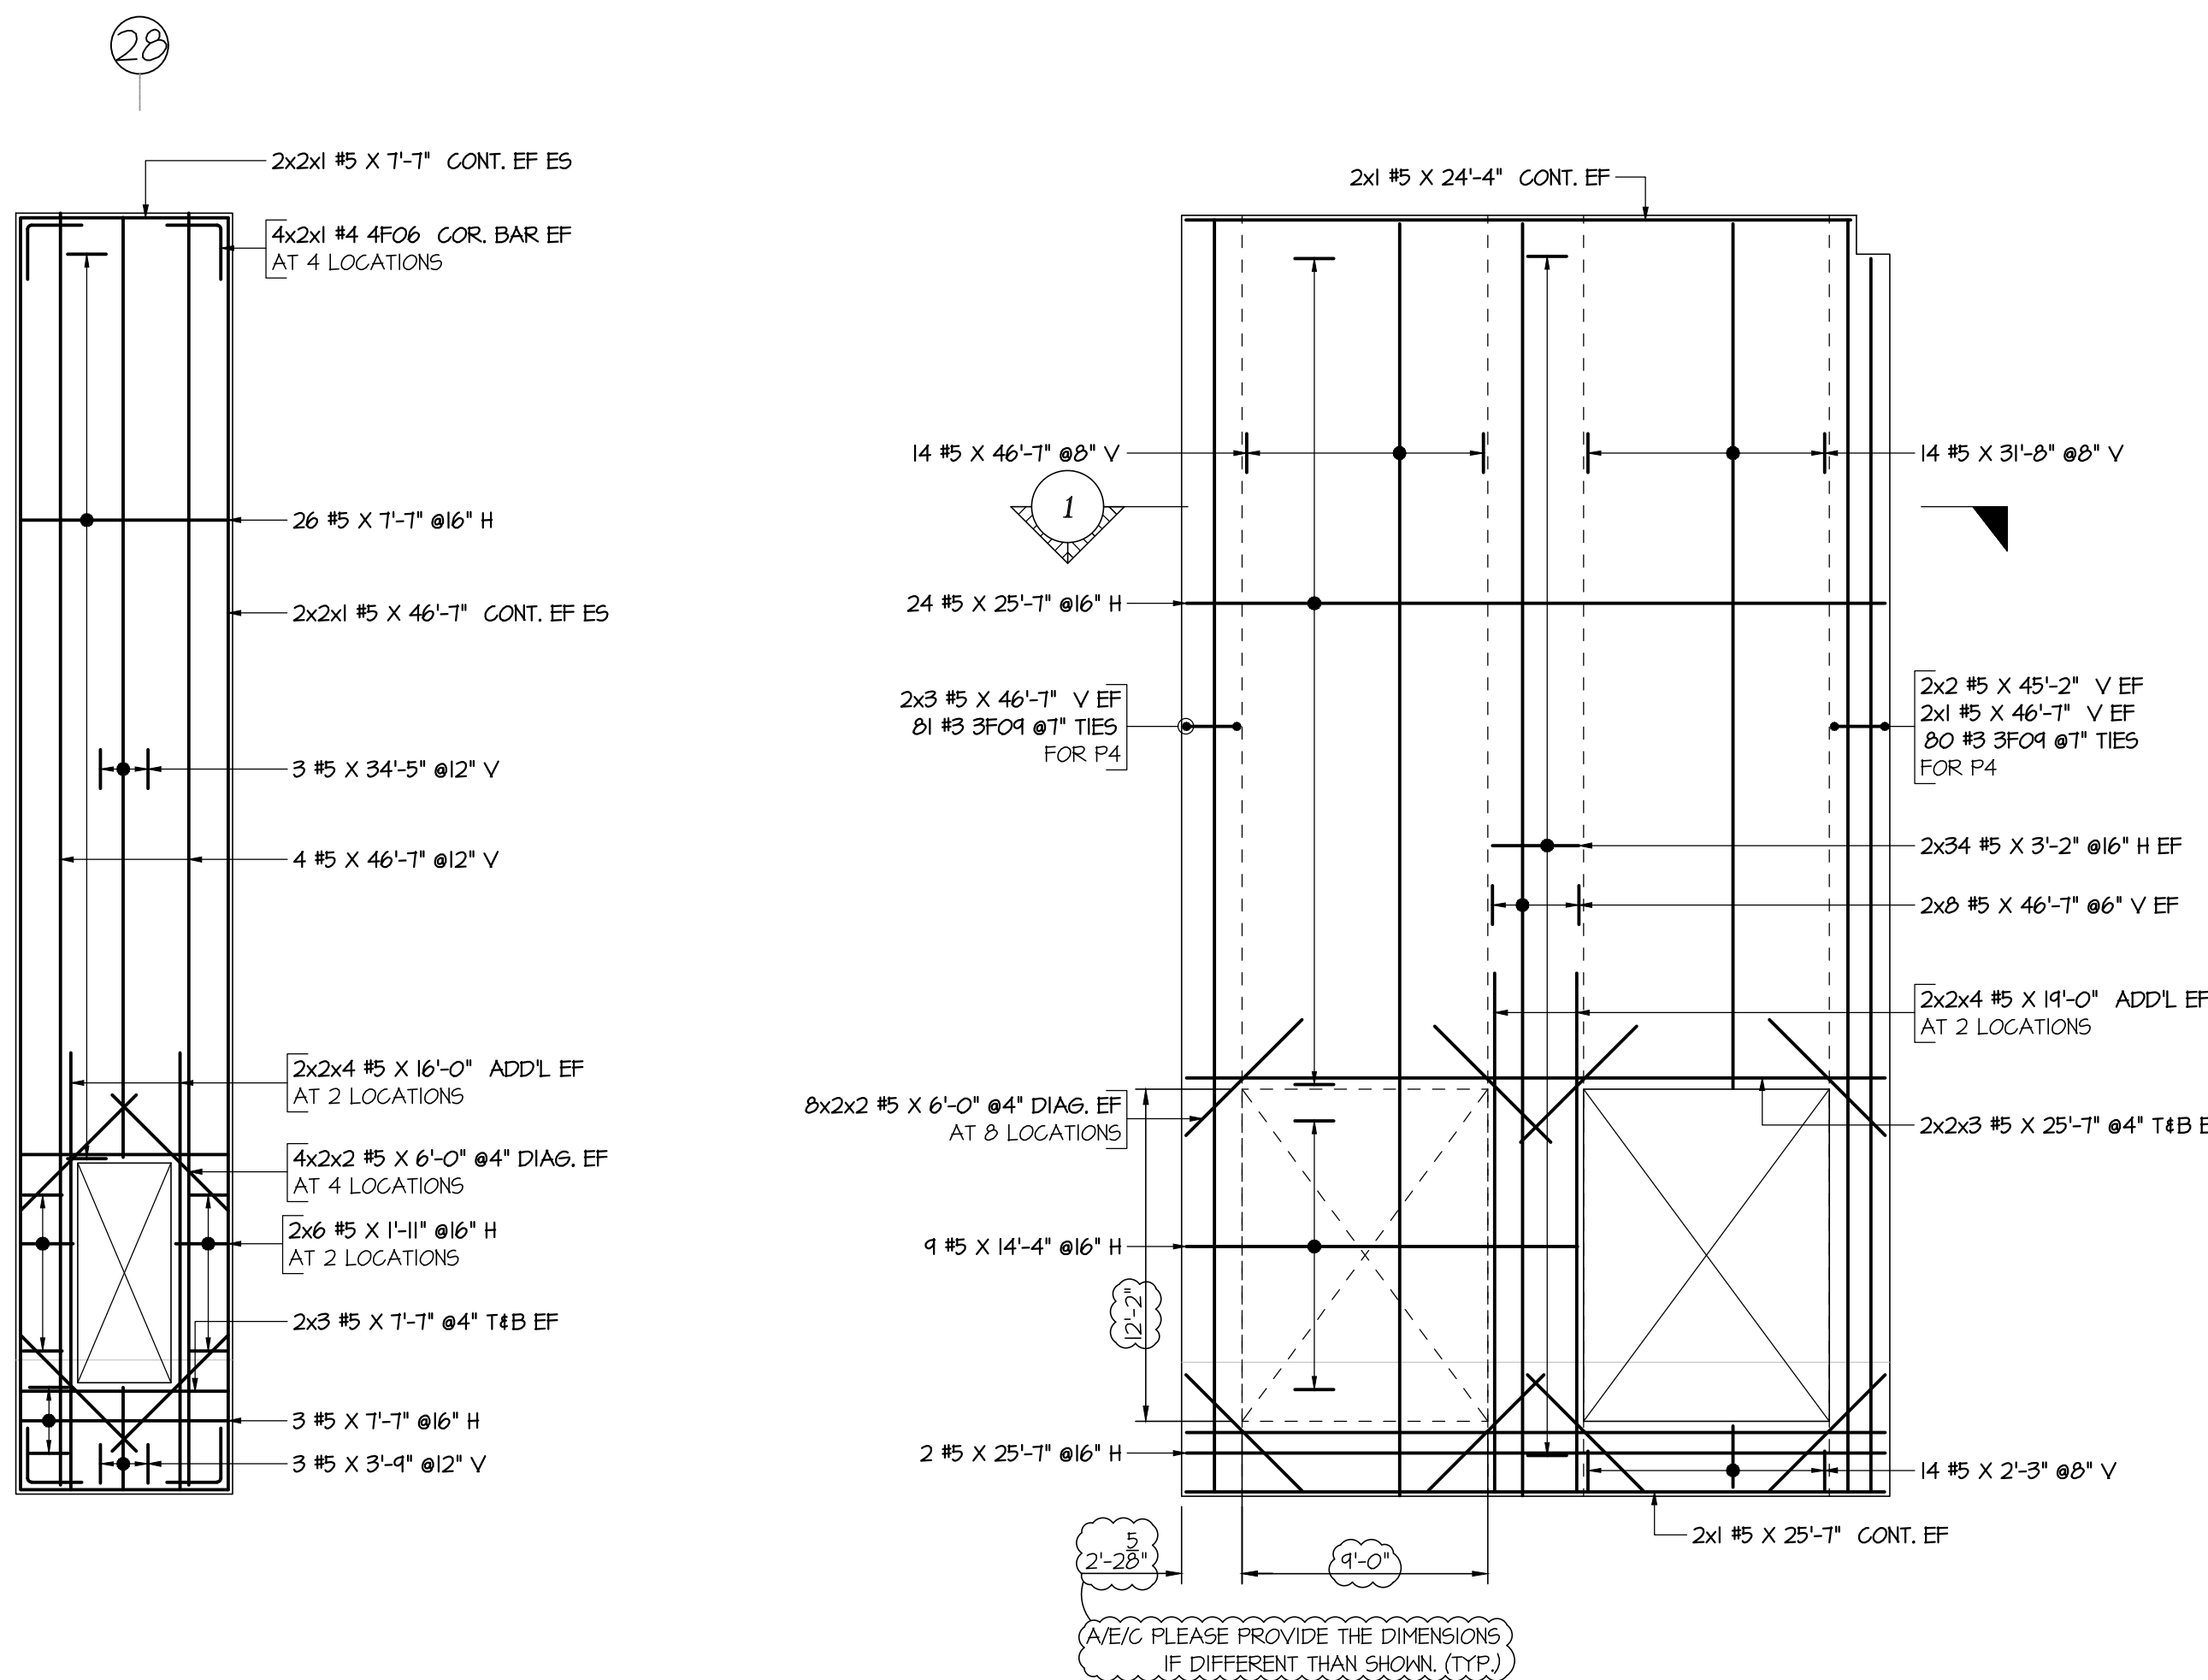 28
2x2x1 #5 X 7'-7" CONT. EF ES
4x2x1 #4 4F06 COR. BAR EF
AT 4 LOCATIONS
26 #5 X 7'-7" @16" H
2x2x1 #5 X 46'-7" CONT. EF ES
3 #5 X 34'-5" @12" V
4 #5 X 46'-7" @12" V
2x2x4 #5 X 16'-0" ADD'L EF
AT 2 LOCATIONS
4x2x2 #5 X 6'-0" @4" DIAG. EF
AT 4 LOCATIONS
2x6 #5 X 1'-11" @16" H
AT 2 LOCATIONS
2x3 #5 X 7'-7" @4" T&B EF
3 #5 X 7'-7" @16" H
3 #5 X 3'-9" @12" V
2x1 #5 X 24'-4" CONT. EF
14 #5 X 46'-7" @8" V
14 #5 X 31'-8" @8" V
1
24 #5 X 25'-7" @16" H
2x3 #5 X 46'-7" V EF
81 #3 3F09 @7" TIES
FOR P4
2x2 #5 X 45'-2" V EF
2x1 #5 X 46'-7" V EF
80 #3 3F09 @7" TIES
FOR P4
2x34 #5 X 3'-2" @16" H EF
2x8 #5 X 46'-7" @6" V EF
2x2x4 #5 X 19'-0" ADD'L EF
AT 2 LOCATIONS
8x2x2 #5 X 6'-0" @4" DIAG. EF
AT 8 LOCATIONS
2x2x3 #5 X 25'-7" @4" T&B E
9 #5 X 14'-4" @16" H
12'-2"
2 #5 X 25'-7" @16" H
14 #5 X 2'-3" @8" V
2x1 #5 X 25'-7" CONT. EF
2'-2 5/8"
9'-0"
A/E/C PLEASE PROVIDE THE DIMENSIONS
IF DIFFERENT THAN SHOWN. (TYP.)